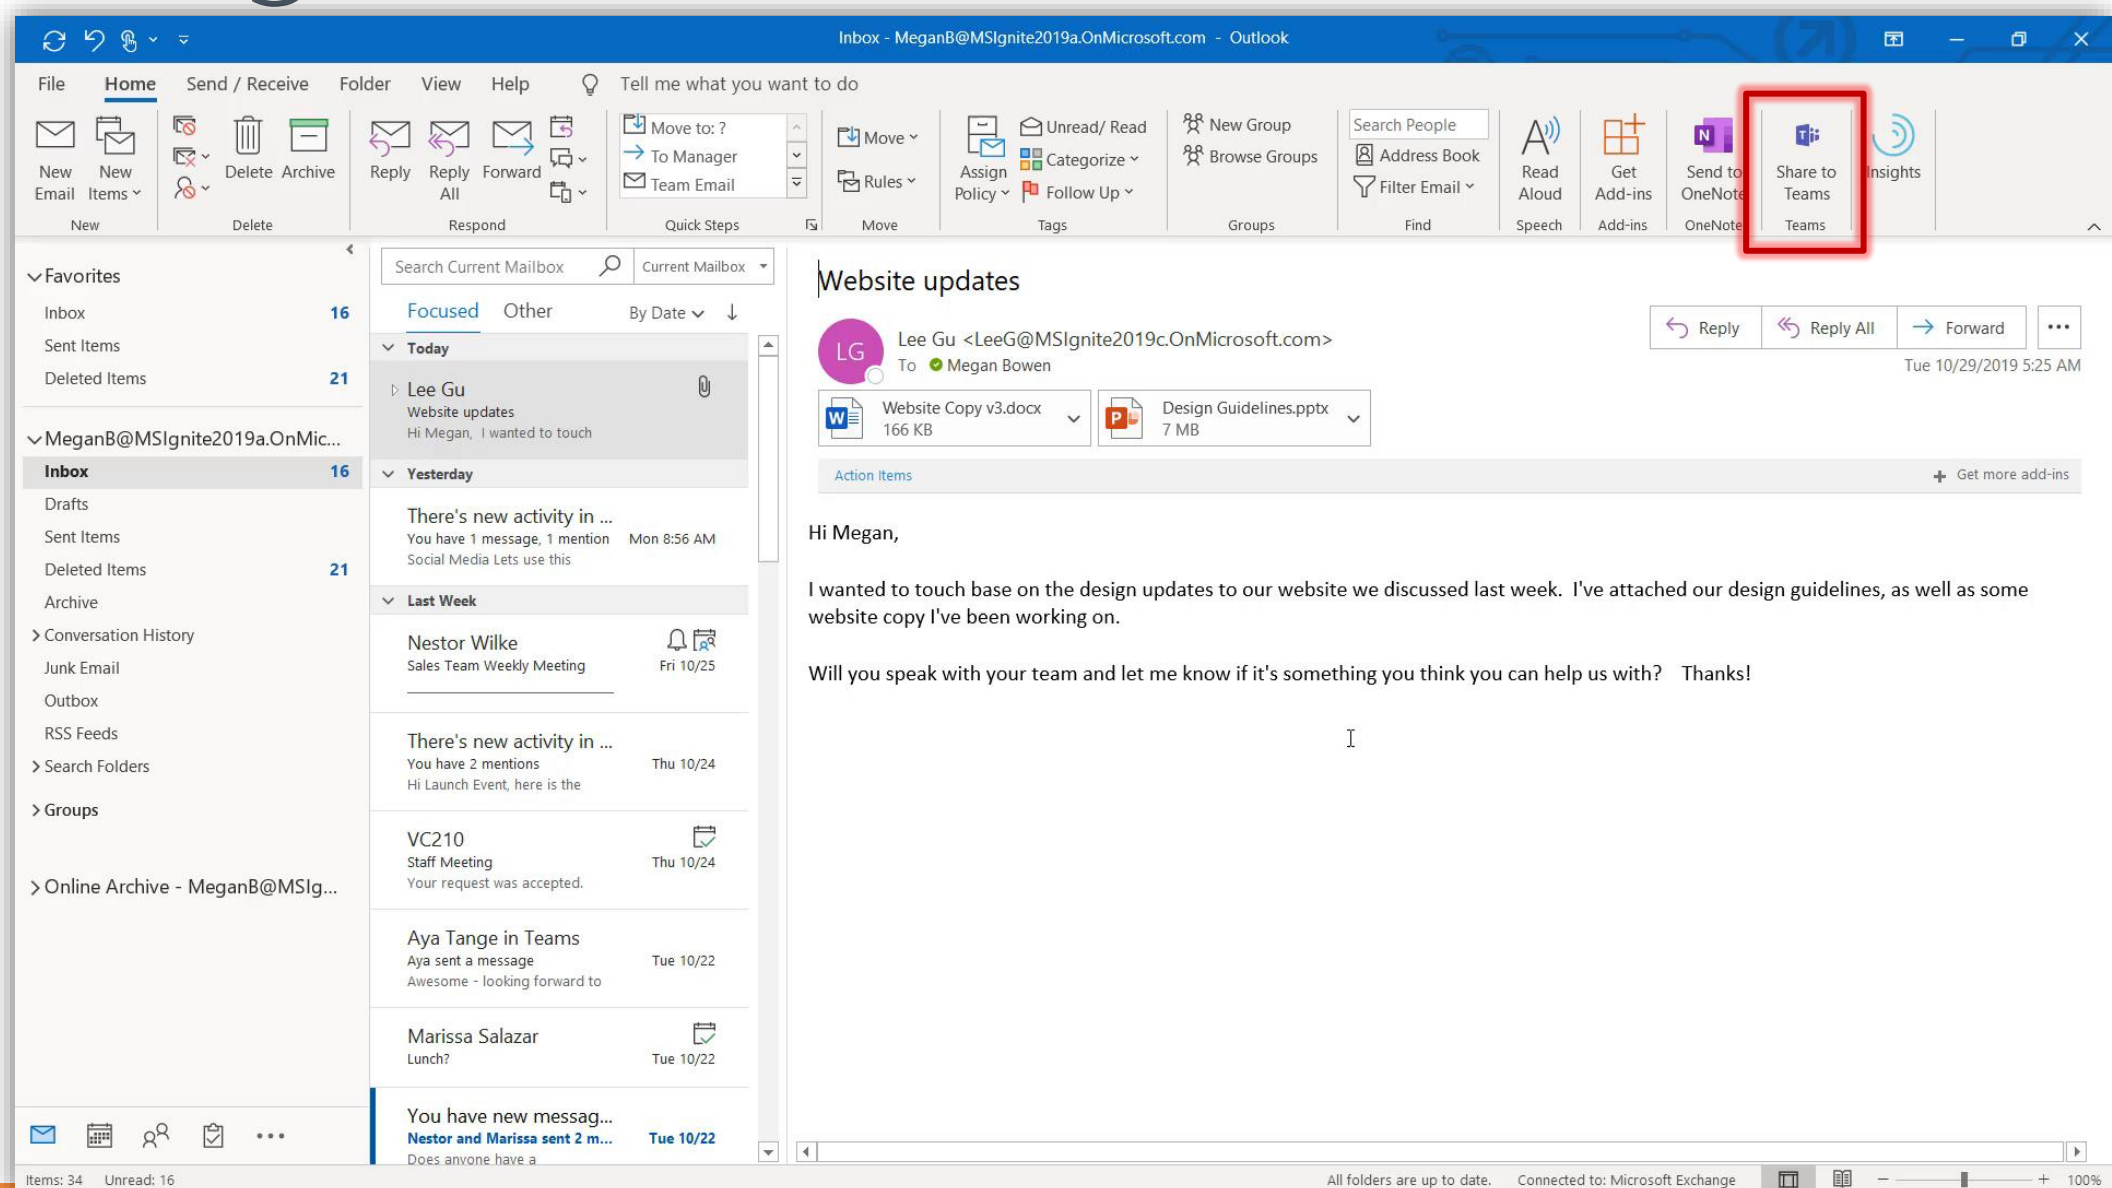 Inbox - MeganB@MSIgnite2019a.OnMicrosoft.com - Outlook
File Home Send / Receive Folder View Help Tell me what you want to do
New Email
New Items
New
Delete
Archive
Delete
Reply
Reply All
Forward
Respond
Move to: ?
To Manager
Team Email
Quick Steps
Move
Rules
Move
Assign Policy
Unread/ Read
Categorize
Follow Up
Tags
New Group
Browse Groups
Groups
Search People
Address Book
Filter Email
Find
Read Aloud
Speech
Get Add-ins
Add-ins
Send to OneNote
OneNote
Share to Teams
Teams
Insights
Favorites
Inbox 16
Sent Items
Deleted Items 21
MeganB@MSIgnite2019a.OnMic...
Inbox 16
Drafts
Sent Items
Deleted Items 21
Archive
Conversation History
Junk Email
Outbox
RSS Feeds
Search Folders
Groups
Online Archive - MeganB@MSIg...
Search Current Mailbox Current Mailbox
Focused Other By Date
Today
Lee Gu
Website updates
Hi Megan, I wanted to touch
Yesterday
There's new activity in ...
You have 1 message, 1 mention Mon 8:56 AM
Social Media Lets use this
Last Week
Nestor Wilke
Sales Team Weekly Meeting Fri 10/25
There's new activity in ...
You have 2 mentions Thu 10/24
Hi Launch Event, here is the
VC210
Staff Meeting Thu 10/24
Your request was accepted.
Aya Tange in Teams
Aya sent a message Tue 10/22
Awesome - looking forward to
Marissa Salazar
Lunch? Tue 10/22
You have new messag...
Nestor and Marissa sent 2 m... Tue 10/22
Does anyone have a
Website updates
LG
Lee Gu <LeeG@MSIgnite2019c.OnMicrosoft.com>
To Megan Bowen
Reply Reply All Forward
Tue 10/29/2019 5:25 AM
Website Copy v3.docx
166 KB
Design Guidelines.pptx
7 MB
Action Items + Get more add-ins
Hi Megan,
I wanted to touch base on the design updates to our website we discussed last week. I've attached our design guidelines, as well as some
website copy I've been working on.
Will you speak with your team and let me know if it's something you think you can help us with? Thanks!
Items: 34 Unread: 16 All folders are up to date. Connected to: Microsoft Exchange 100%